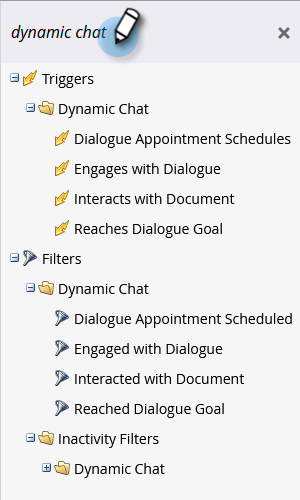 dynamic chat
Triggers
Dynamic Chat
Dialogue Appointment Schedules
Engages with Dialogue
Interacts with Document
Reaches Dialogue Goal
Filters
Dynamic Chat
Dialogue Appointment Scheduled
Engaged with Dialogue
Interacted with Document
Reached Dialogue Goal
Inactivity Filters
Dynamic Chat